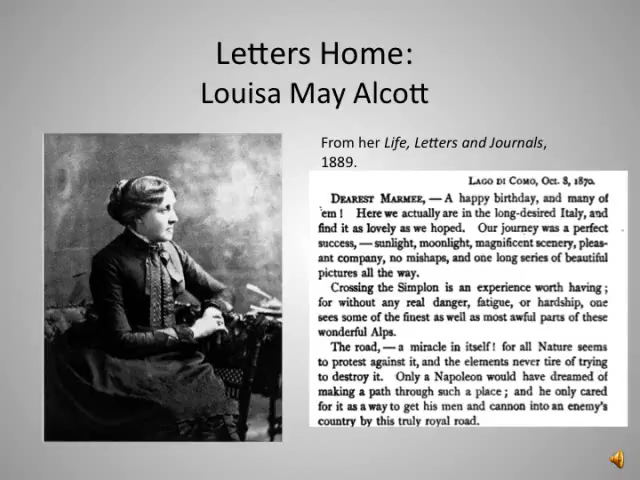 Letters Home:
Louisa May Alcott
From her Life, Letters and Journals,
1889.
Lago di Como, Oct. 8, 1870.
Dearest Marmee, — A happy birthday, and many of
'em! Here we actually are in the long-desired Italy, and
find it as lovely as we hoped. Our journey was a perfect
success, — sunlight, moonlight, magnificent scenery, pleas-
ant company, no mishaps, and one long series of beautiful
pictures all the way.
Crossing the Simplon is an experience worth having;
for without any real danger, fatigue, or hardship, one
sees some of the finest as well as most awful parts of these
wonderful Alps.
The road, — a miracle in itself! for all Nature seems
to protest against it, and the elements never tire of trying
to destroy it. Only a Napoleon would have dreamed of
making a path through such a place; and he only cared
for it as a way to get his men and cannon into an enemy's
country by this truly royal road.